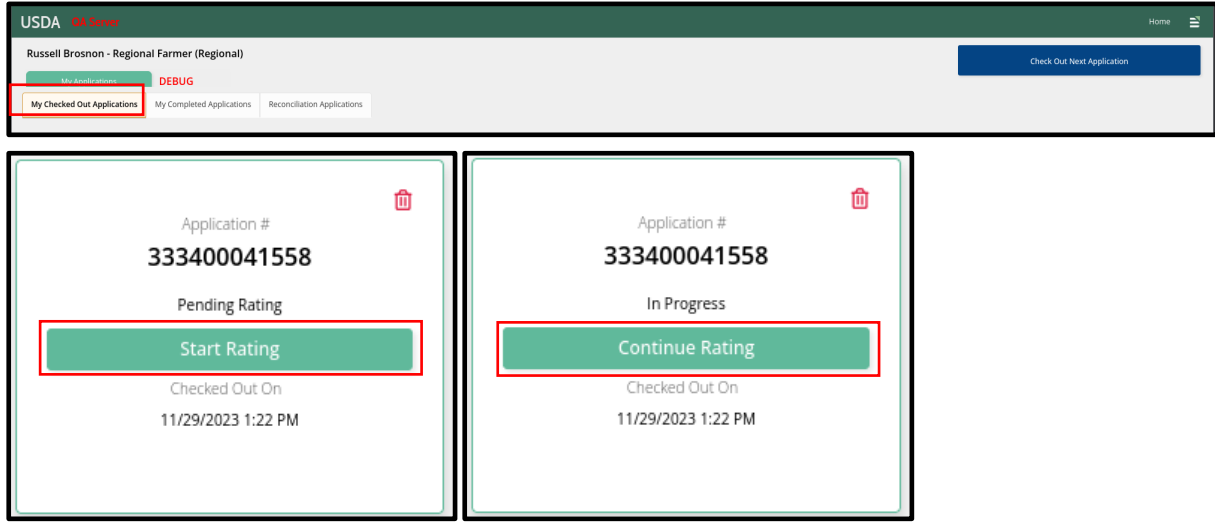 USDA QA Server
Home
Russell Brosnon - Regional Farmer (Regional)
Check Out Next Application
My Applications DEBUG
My Checked Out Applications My Completed Applications Reconciliation Applications
Application #
333400041558
Pending Rating
Start Rating
Checked Out On
11/29/2023 1:22 PM
Application #
333400041558
In Progress
Continue Rating
Checked Out On
11/29/2023 1:22 PM